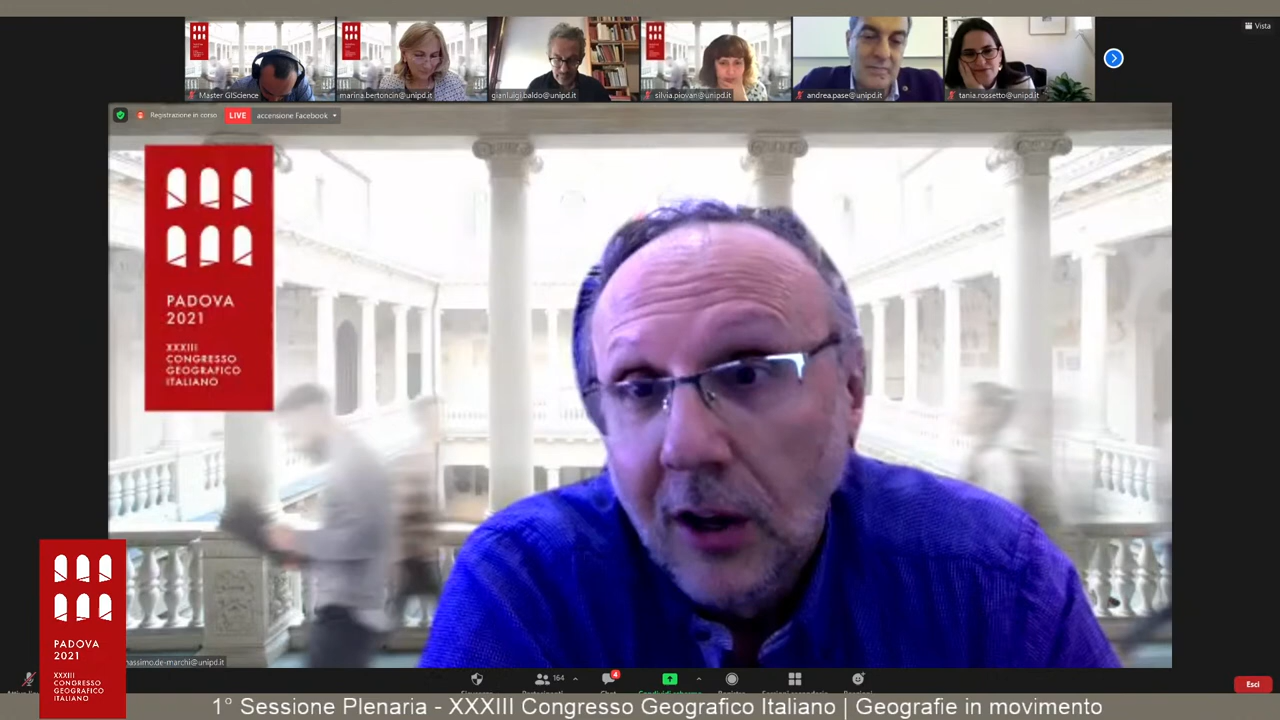 Vista
Master GIScience
marina.bertoncin@unipd.it
gianluigi.baldo@unipd.it
silvia.piovan@unipd.it
andrea.pase@unipd.it
tania.rossetto@unipd.it
Registrazione in corso
LIVE
accensione Facebook
PADOVA
2021
XXXIII
CONGRESSO
GEOGRAFICO
ITALIANO
PADOVA
2021
XXXIII
CONGRESSO
GEOGRAFICO
ITALIANO
massimo.de-marchi@unipd.it
164
4
Esci
1° Sessione Plenaria - XXXIII Congresso Geografico Italiano | Geografie in movimento